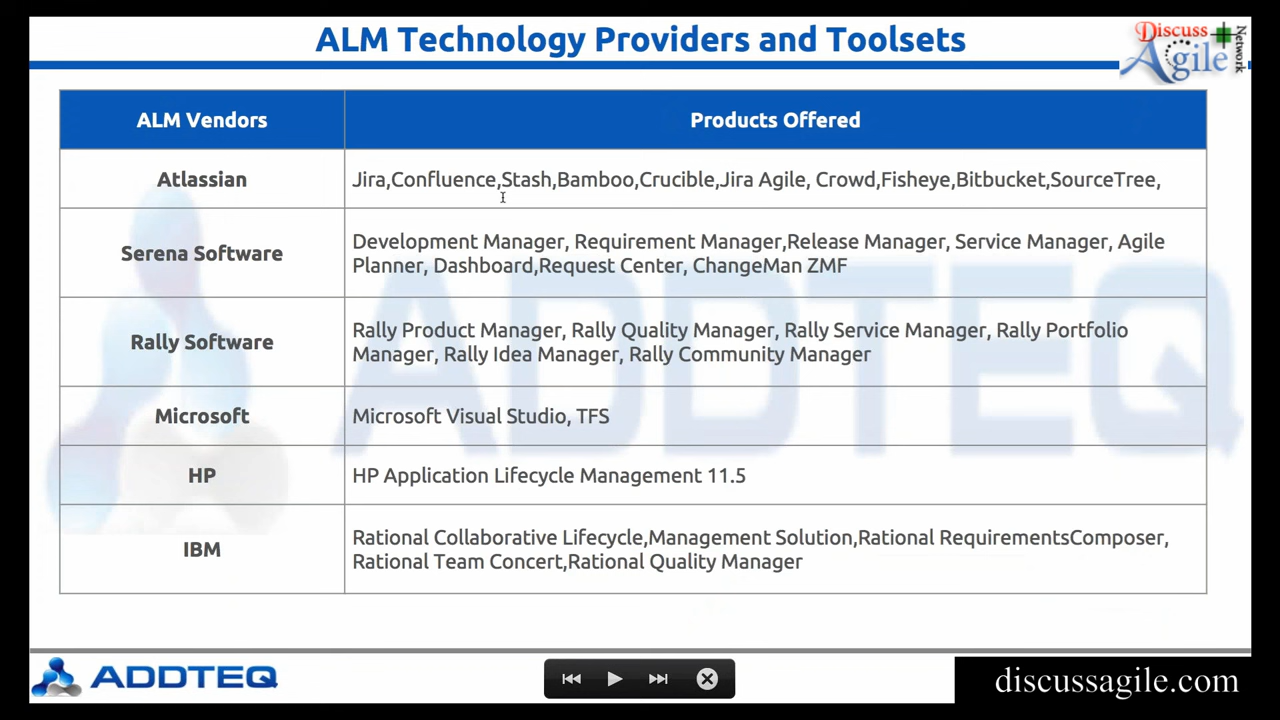 ALM Technology Providers and Toolsets
Discuss
Agile
Network
ALM Vendors
Products Offered
Atlassian
Jira,Confluence,Stash,Bamboo,Crucible,Jira Agile, Crowd,Fisheye,Bitbucket,SourceTree,
Serena Software
Development Manager, Requirement Manager,Release Manager, Service Manager, Agile
Planner, Dashboard,Request Center, ChangeMan ZMF
Rally Software
Rally Product Manager, Rally Quality Manager, Rally Service Manager, Rally Portfolio
Manager, Rally Idea Manager, Rally Community Manager
Microsoft
Microsoft Visual Studio, TFS
HP
HP Application Lifecycle Management 11.5
IBM
Rational Collaborative Lifecycle,Management Solution,Rational RequirementsComposer,
Rational Team Concert,Rational Quality Manager
ADDTEQ
ADDTEQ
discussagile.com